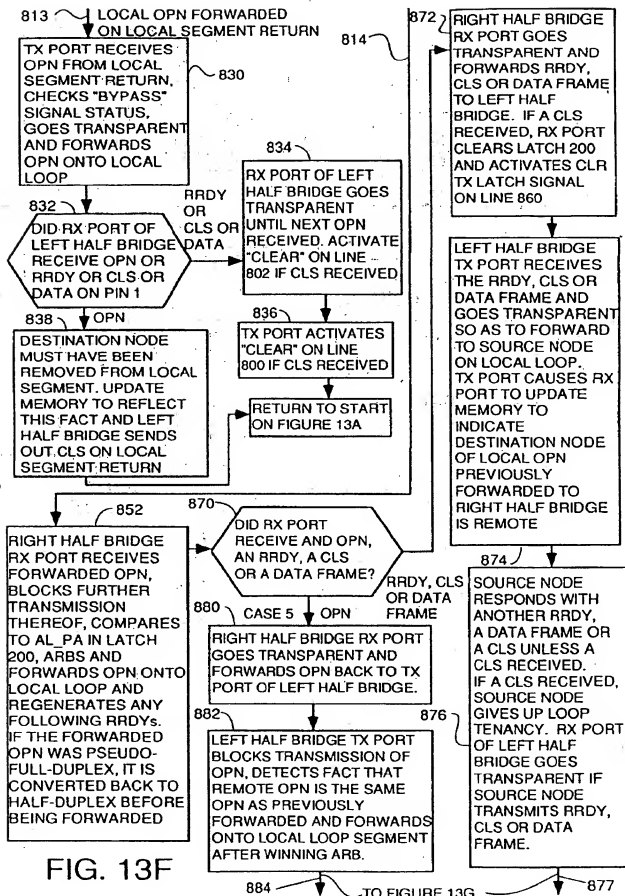 813
LOCAL OPN FORWARDED
ON LOCAL SEGMENT RETURN
TX PORT RECEIVES
OPN FROM LOCAL
SEGMENT RETURN,
CHECKS "BYPASS"
SIGNAL STATUS,
GOES TRANSPARENT
AND FORWARDS
OPN ONTO LOCAL
LOOP
830
814
832
DID RX PORT OF
LEFT HALF BRIDGE
RECEIVE OPN OR
RRDY OR CLS OR
DATA ON PIN 1
RRDY
OR
CLS OR
DATA
834
RX PORT OF LEFT
HALF BRIDGE GOES
TRANSPARENT
UNTIL NEXT OPN
RECEIVED. ACTIVATE
"CLEAR" ON LINE
802 IF CLS RECEIVED
836
TX PORT ACTIVATES
"CLEAR" ON LINE
800 IF CLS RECEIVED
RETURN TO START
ON FIGURE 13A
838
OPN
DESTINATION NODE
MUST HAVE BEEN
REMOVED FROM LOCAL
SEGMENT. UPDATE
MEMORY TO REFLECT
THIS FACT AND LEFT
HALF BRIDGE SENDS
OUT CLS ON LOCAL
SEGMENT RETURN
852
RIGHT HALF BRIDGE
RX PORT RECEIVES
FORWARDED OPN,
BLOCKS FURTHER
TRANSMISSION
THEREOF, COMPARES
TO AL_PA IN LATCH
200, ARBS AND
FORWARDS OPN ONTO
LOCAL LOOP AND
REGENERATES ANY
FOLLOWING RRDYs.
IF THE FORWARDED
OPN WAS PSEUDO-
FULL-DUPLEX, IT IS
CONVERTED BACK TO
HALF-DUPLEX BEFORE
BEING FORWARDED
870
DID RX PORT
RECEIVE AND OPN,
AN RRDY, A CLS
OR A DATA FRAME?
RRDY, CLS
OR DATA
FRAME
880
CASE 5
OPN
RIGHT HALF BRIDGE RX PORT
GOES TRANSPARENT AND
FORWARDS OPN BACK TO TX
PORT OF LEFT HALF BRIDGE.
882
LEFT HALF BRIDGE TX PORT
BLOCKS TRANSMISSION OF
OPN, DETECTS FACT THAT
REMOTE OPN IS THE SAME
OPN AS PREVIOUSLY
FORWARDED AND FORWARDS
ONTO LOCAL LOOP SEGMENT
AFTER WINNING ARB.
884
872
RIGHT HALF BRIDGE
RX PORT GOES
TRANSPARENT AND
FORWARDS RRDY,
CLS OR DATA FRAME
TO LEFT HALF
BRIDGE. IF A CLS
RECEIVED, RX PORT
CLEARS LATCH 200
AND ACTIVATES CLR
TX LATCH SIGNAL
ON LINE 860
LEFT HALF BRIDGE
TX PORT RECEIVES
THE RRDY, CLS OR
DATA FRAME AND
GOES TRANSPARENT
SO AS TO FORWARD
TO SOURCE NODE
ON LOCAL LOOP.
TX PORT CAUSES RX
PORT TO UPDATE
MEMORY TO
INDICATE
DESTINATION NODE
OF LOCAL OPN
PREVIOUSLY
FORWARDED TO
RIGHT HALF BRIDGE
IS REMOTE
874
SOURCE NODE
RESPONDS WITH
ANOTHER RRDY,
A DATA FRAME OR
A CLS UNLESS A
CLS RECEIVED.
IF A CLS RECEIVED,
SOURCE NODE
GIVES UP LOOP
TENANCY. RX PORT
OF LEFT HALF
BRIDGE GOES
TRANSPARENT IF
SOURCE NODE
TRANSMITS RRDY,
CLS OR DATA
FRAME.
876
877
TO FIGURE 13G
FIG. 13F